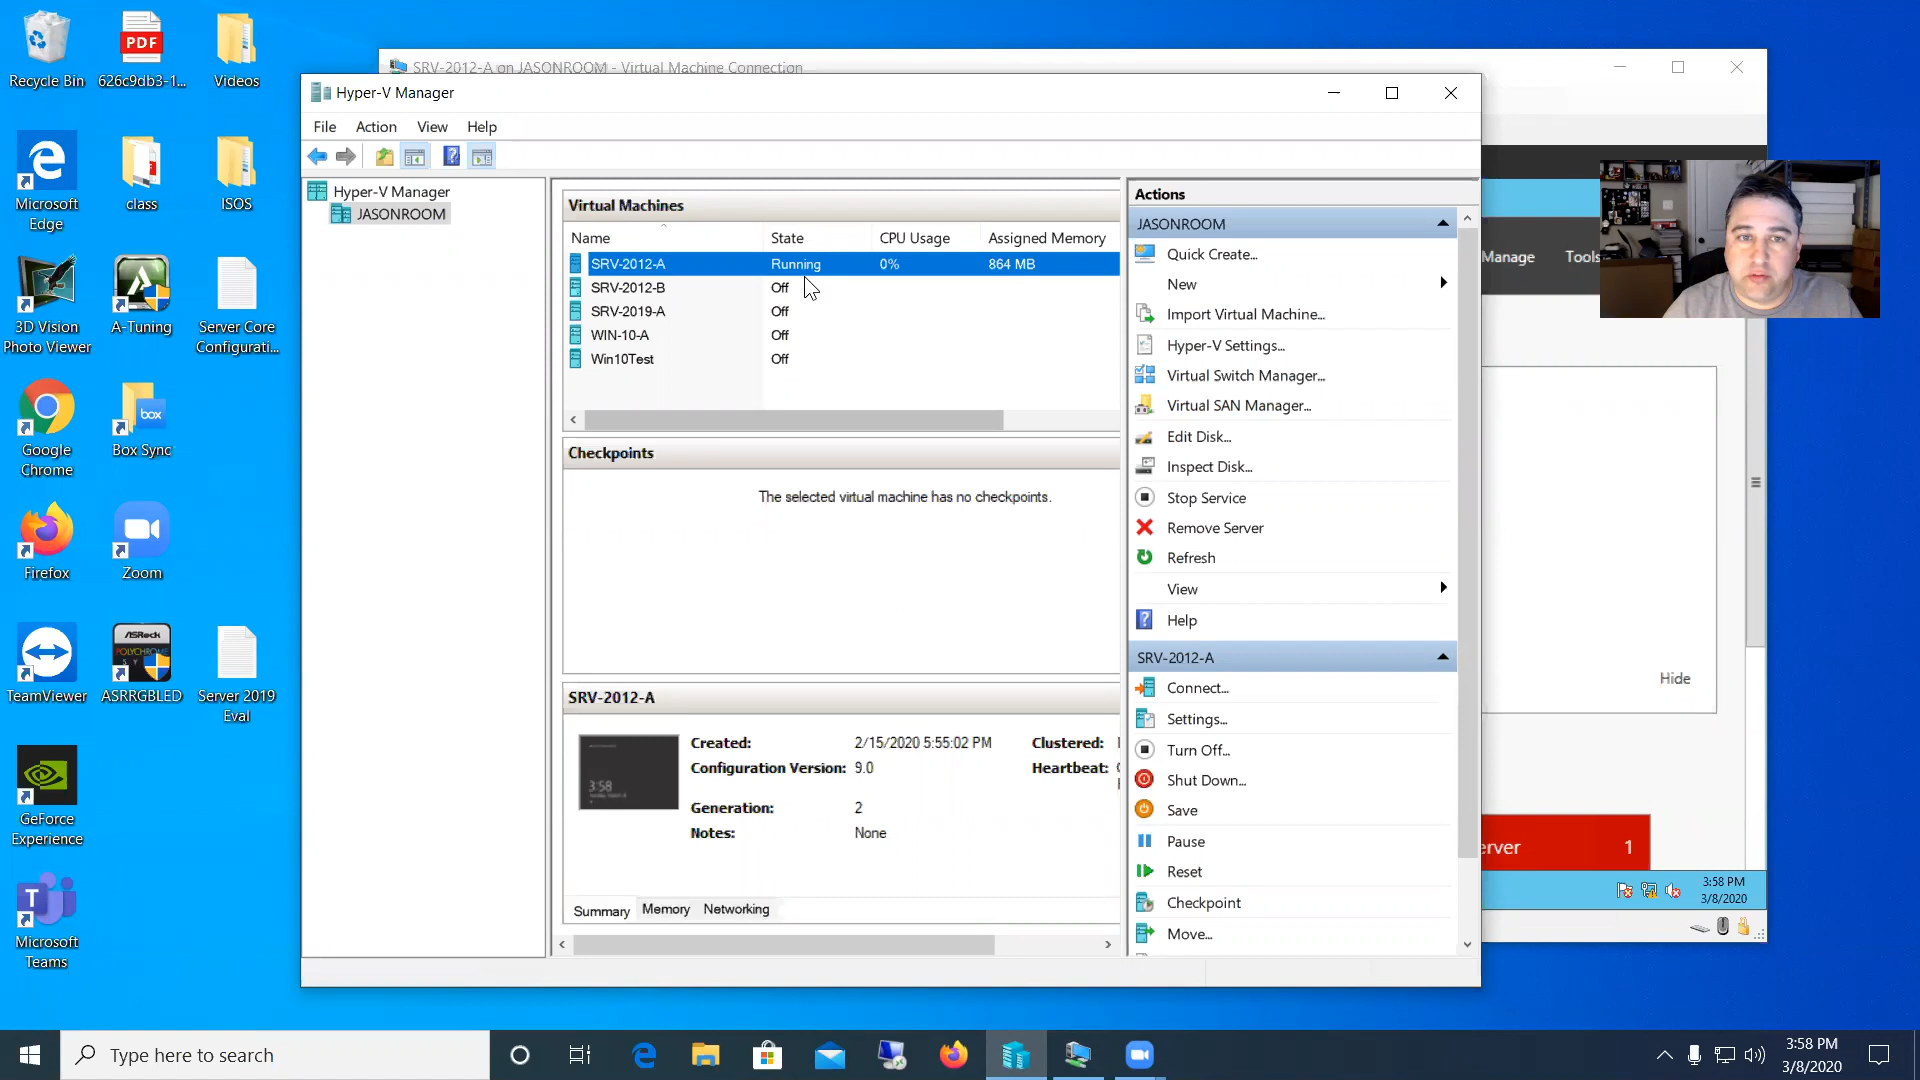 Recycle Bin
626c9db3-1...
Videos
PDF
Microsoft
Edge
class
ISOS
3D Vision
Photo Viewer
A-Tuning
Server Core
Configurati...
Google
Chrome
box
Box Sync
Firefox
Zoom
TeamViewer
ASRock
POLYCHROME
ASRRGBLED
Server 2019
Eval
GeForce
Experience
Microsoft
Teams
SRV-2012-A on JASONROOM - Virtual Machine Connection
Hyper-V Manager
File Action View Help
Hyper-V Manager
JASONROOM
Virtual Machines
Name State CPU Usage Assigned Memory
SRV-2012-A Running 0% 864 MB
SRV-2012-B Off
SRV-2019-A Off
WIN-10-A Off
Win10Test Off
Checkpoints
The selected virtual machine has no checkpoints.
SRV-2012-A
3:58
Created: 2/15/2020 5:55:02 PM Clustered:
Configuration Version: 9.0 Heartbeat:
Generation: 2
Notes: None
Summary Memory Networking
Actions
JASONROOM
Quick Create...
New
Import Virtual Machine...
Hyper-V Settings...
Virtual Switch Manager...
Virtual SAN Manager...
Edit Disk...
Inspect Disk...
Stop Service
Remove Server
Refresh
View
Help
SRV-2012-A
Connect...
Settings...
Turn Off...
Shut Down...
Save
Pause
Reset
Checkpoint
Move...
Manage Tools
Hide
erver 1
3:58 PM
3/8/2020
Type here to search
3:58 PM
3/8/2020